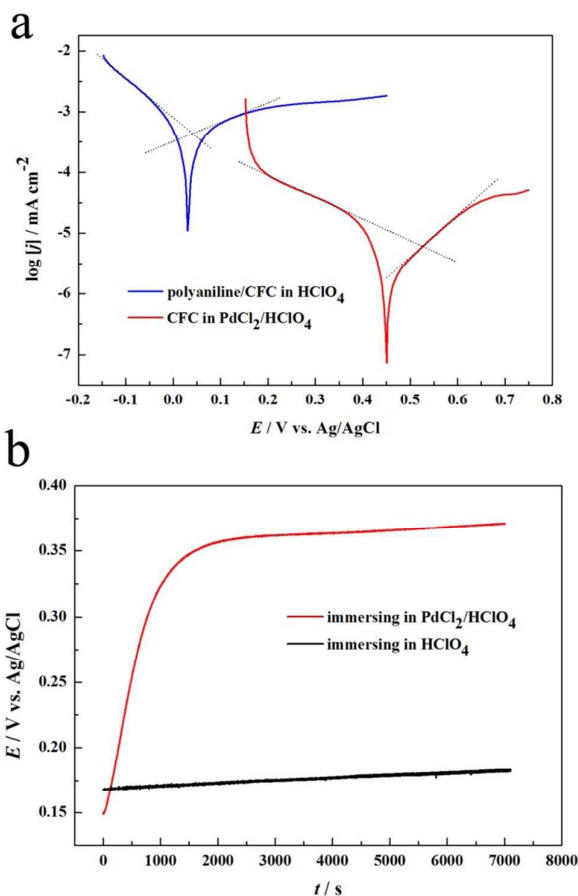 a
-2
-3
-4
-5
-6
-7
log [j] / mA cm⁻²
polyaniline/CFC in HClO₄
CFC in PdCl₂/HClO₄
-0.2 -0.1 0.0 0.1 0.2 0.3 0.4 0.5 0.6 0.7 0.8
E / V vs. Ag/AgCl
b
0.40
0.35
0.30
0.25
0.20
0.15
E / V vs. Ag/AgCl
immersing in PdCl₂/HClO₄
immersing in HClO₄
0 1000 2000 3000 4000 5000 6000 7000 8000
t / s